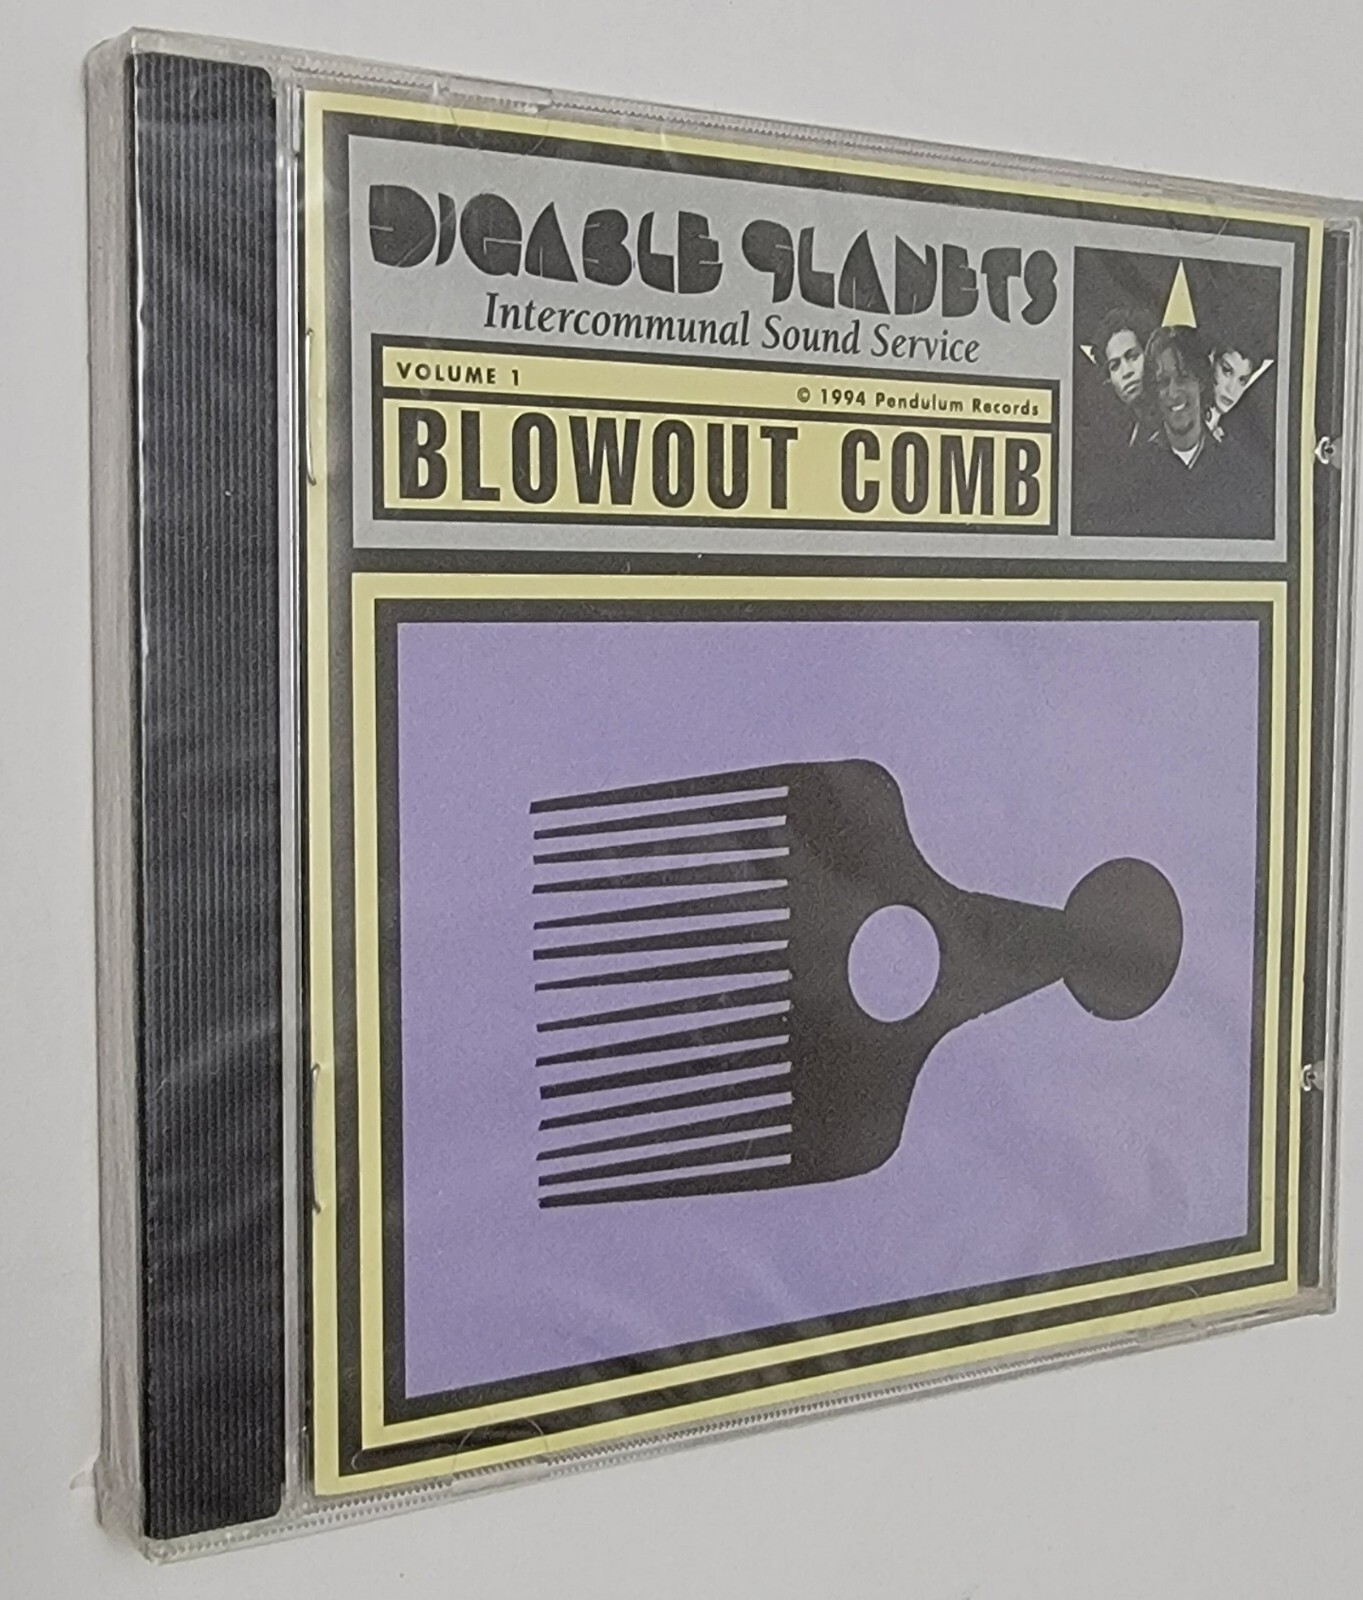 DIGABLE PLANETS
Intercommunal Sound Service
VOLUME 1
© 1994 Pendulum Records
BLOWOUT COMB